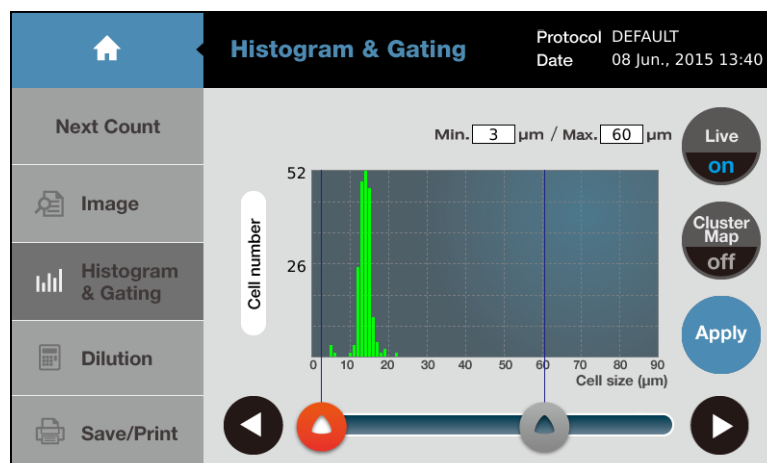 Histogram & Gating
Protocol DEFAULT
Date 08 Jun., 2015 13:40
Next Count
Image
Histogram
& Gating
Dilution
Save/Print
Min. 3 µm / Max. 60 µm
52
26
Cell number
0 10 20 30 40 50 60 70 80 90
Cell size (µm)
Live
on
Cluster
Map
off
Apply